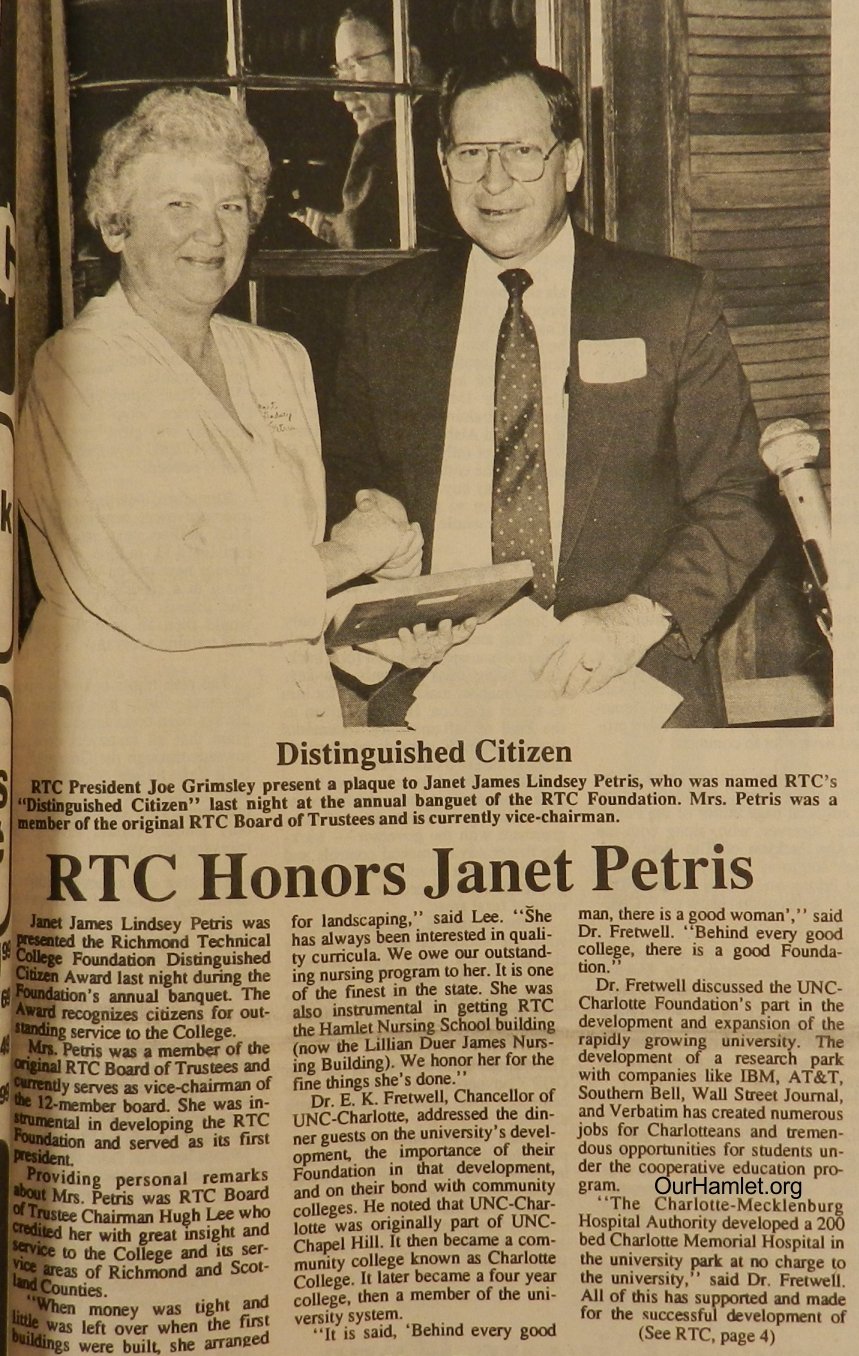 Distinguished Citizen
RTC President Joe Grimsley present a plaque to Janet James Lindsey Petris, who was named RTC's
"Distinguished Citizen" last night at the annual banguet of the RTC Foundation. Mrs. Petris was a
member of the original RTC Board of Trustees and is currently vice-chairman.
RTC Honors Janet Petris
Janet James Lindsey Petris was
presented the Richmond Technical
College Foundation Distinguished
Citizen Award last night during the
Foundation's annual banquet. The
Award recognizes citizens for out-
standing service to the College.
Mrs. Petris was a member of the
original RTC Board of Trustees and
currently serves as vice-chairman of
the 12-member board. She was in-
strumental in developing the RTC
Foundation and served as its first
president.
Providing personal remarks
about Mrs. Petris was RTC Board
of Trustee Chairman Hugh Lee who
credited her with great insight and
service to the College and its ser-
vice areas of Richmond and Scot-
land Counties.
"When money was tight and
little was left over when the first
buildings were built, she arranged
for landscaping," said Lee. "She
has always been interested in quali-
ty curricula. We owe our outstand-
ing nursing program to her. It is one
of the finest in the state. She was
also instrumental in getting RTC
the Hamlet Nursing School building
(now the Lillian Duer James Nurs-
ing Building). We honor her for the
fine things she's done."
Dr. E. K. Fretwell, Chancellor of
UNC-Charlotte, addressed the din-
ner guests on the university's devel-
opment, the importance of their
Foundation in that development,
and on their bond with community
colleges. He noted that UNC-Char-
lotte was originally part of UNC-
Chapel Hill. It then became a com-
munity college known as Charlotte
College. It later became a four year
college, then a member of the uni-
versity system.
"It is said, 'Behind every good
man, there is a good woman'," said
Dr. Fretwell. "Behind every good
college, there is a good Founda-
tion."
Dr. Fretwell discussed the UNC-
Charlotte Foundation's part in the
development and expansion of the
rapidly growing university. The
development of a research park
with companies like IBM, AT&T,
Southern Bell, Wall Street Journal,
and Verbatim has created numerous
jobs for Charlotteans and tremen-
dous opportunities for students un-
der the cooperative education pro-
gram.
OurHamlet.org
"The Charlotte-Mecklenburg
Hospital Authority developed a 200
bed Charlotte Memorial Hospital in
the university park at no charge to
the university," said Dr. Fretwell.
All of this has supported and made
for the successful development of
(See RTC, page 4)